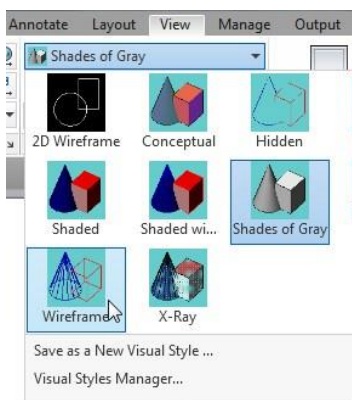 Annotate Layout View Manage Output
Shades of Gray
2D Wireframe Conceptual Hidden
Shaded Shaded wi... Shades of Gray
Wireframe X-Ray
Save as a New Visual Style ...
Visual Styles Manager...